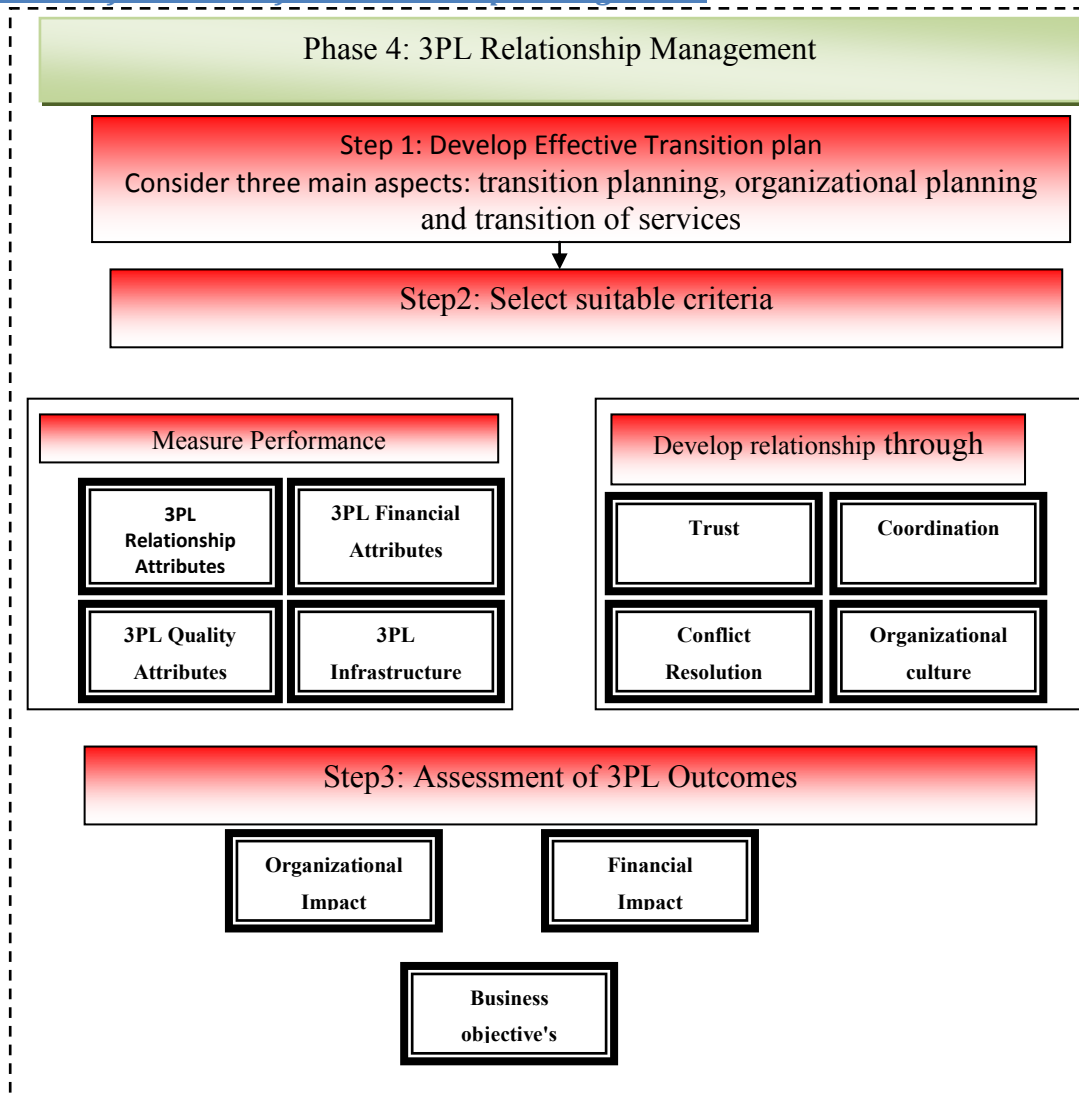 Phase 4: 3PL Relationship Management
Step 1: Develop Effective Transition plan
Consider three main aspects: transition planning, organizational planning
and transition of services
Step2: Select suitable criteria
Measure Performance
3PL
Relationship
Attributes
3PL Financial
Attributes
3PL Quality
Attributes
3PL
Infrastructure
Develop relationship through
Trust
Coordination
Conflict
Resolution
Organizational
culture
Step3: Assessment of 3PL Outcomes
Organizational
Impact
Financial
Impact
Business
objective's